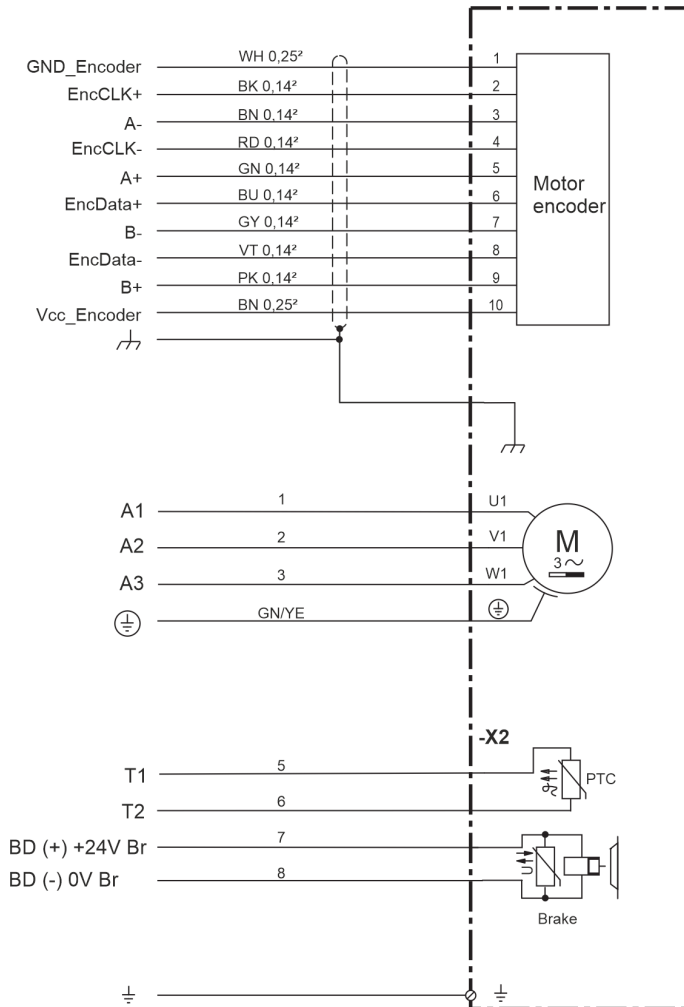 GND_Encoder WH 0,25² 1
EncCLK+ BK 0,14² 2
A- BN 0,14² 3
EncCLK- RD 0,14² 4
A+ GN 0,14² 5
EncData+ BU 0,14² 6
B- GY 0,14² 7
EncData- VT 0,14² 8
B+ PK 0,14² 9
Vcc_Encoder BN 0,25² 10
Motor
encoder
A1 1 U1
A2 2 V1
A3 3 W1
GN/YE
M
3~
-X2
T1 5
T2 6
PTC
BD (+) +24V Br 7
BD (-) 0V Br 8
U
Brake